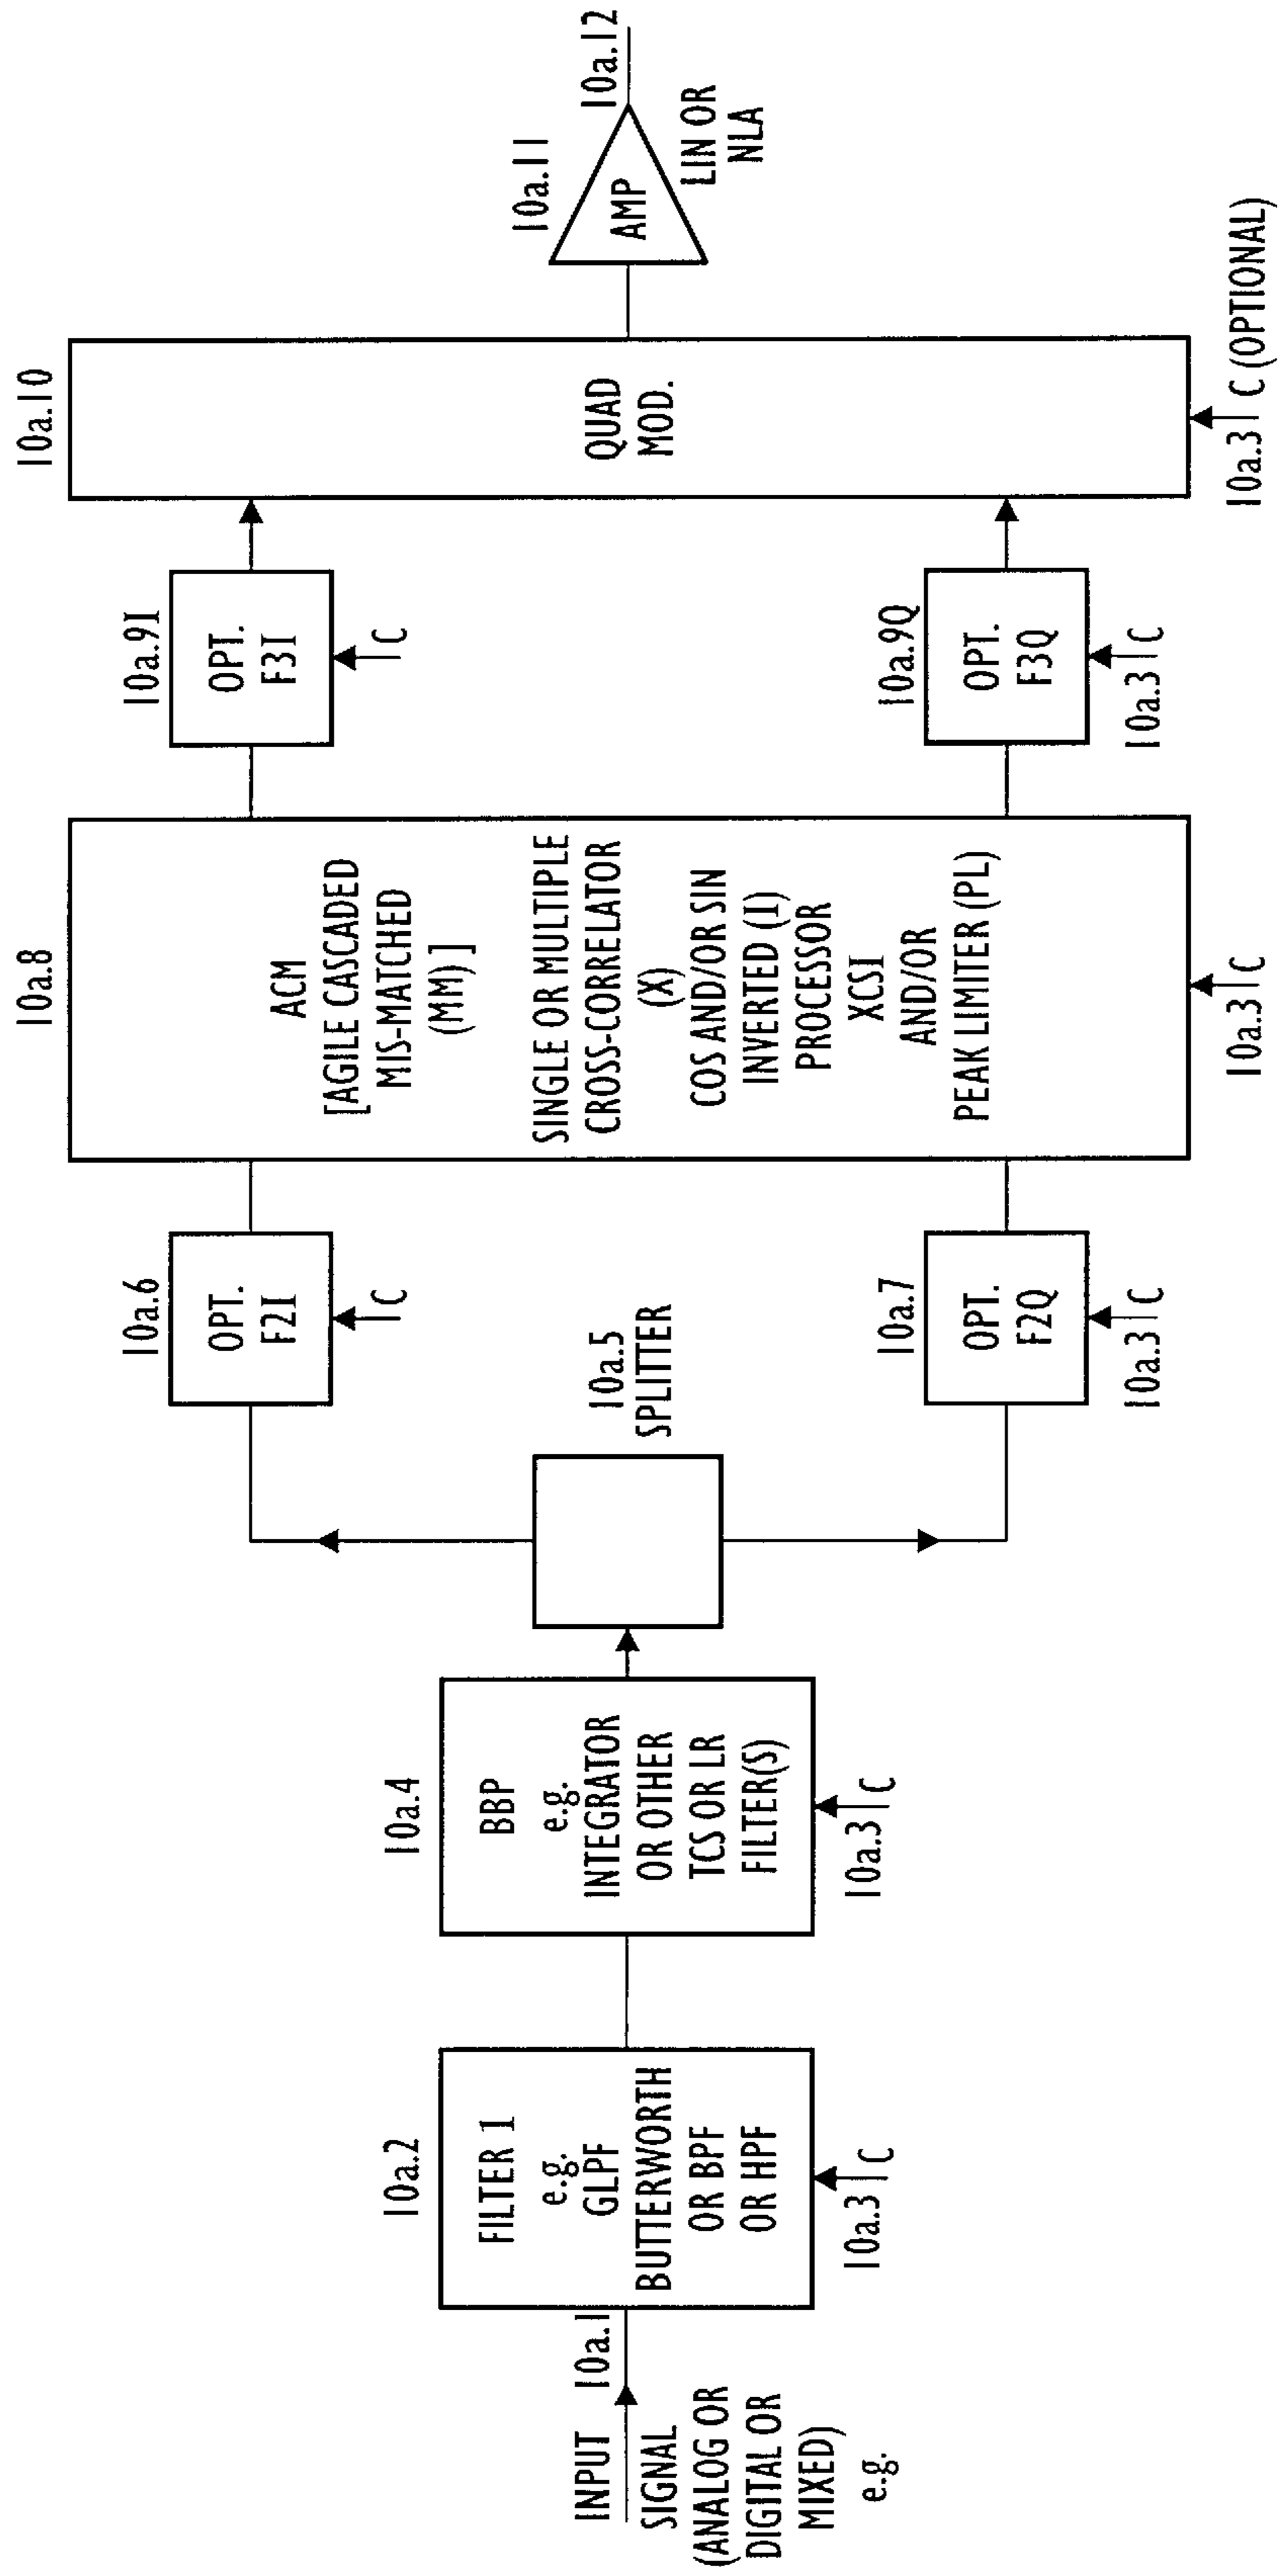 INPUT
SIGNAL
(ANALOG OR
DIGITAL OR
MIXED)
e.g.
10a.1
10a.2
FILTER 1
e.g.
GLPF
BUTTERWORTH
OR BPF
OR HPF
10a.3 C
10a.4
BBP
e.g.
INTEGRATOR
OR OTHER
TCS OR LR
FILTER(S)
10a.3 C
10a.5
SPLITTER
10a.6
OPT.
F2I
C
10a.7
OPT.
F2Q
10a.3 C
10a.8
ACM
[AGILE CASCADED
MIS-MATCHED
(MM)]
SINGLE OR MULTIPLE
CROSS-CORRELATOR
(X)
COS AND/OR SIN
INVERTED (I)
PROCESSOR
XCSI
AND/OR
PEAK LIMITER (PL)
10a.3 C
10a.9I
OPT.
F3I
C
10a.9Q
OPT.
F3Q
10a.3 C
10a.10
QUAD
MOD.
10a.3 C (OPTIONAL)
10a.11
AMP
LIN OR
NLA
10a.12